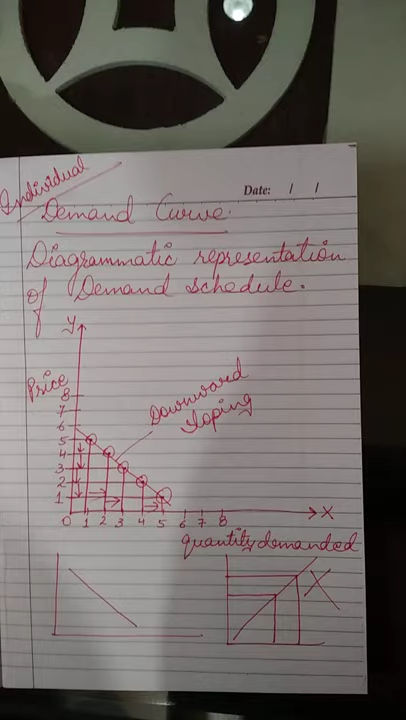 Individual
Date: / /
Demand Curve
Diagrammatic representation
of Demand schedule.
Y
Price
8
7
6
5
4
3
2
1
Downward
Sloping
0 1 2 3 4 5 6 7 8 X
quantity demanded